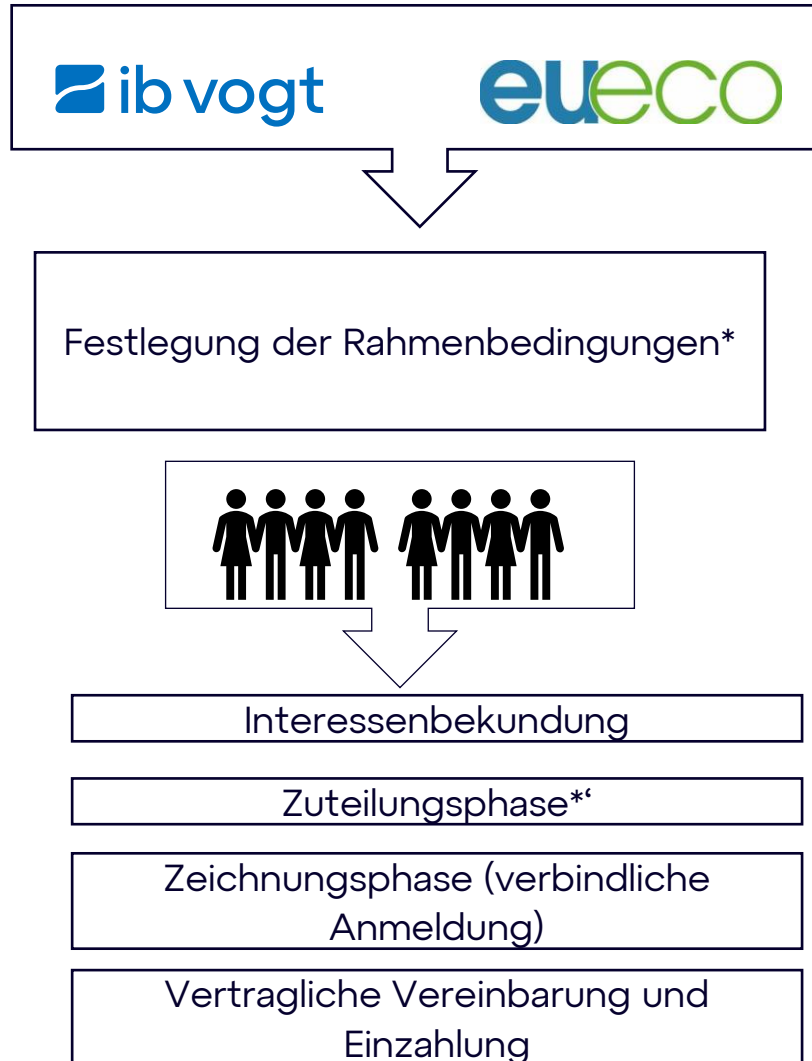 ib vogt
eueco
Festlegung der Rahmenbedingungen*
Interessenbekundung
Zuteilungsphase*‘
Zeichnungsphase (verbindliche
Anmeldung)
Vertragliche Vereinbarung und
Einzahlung